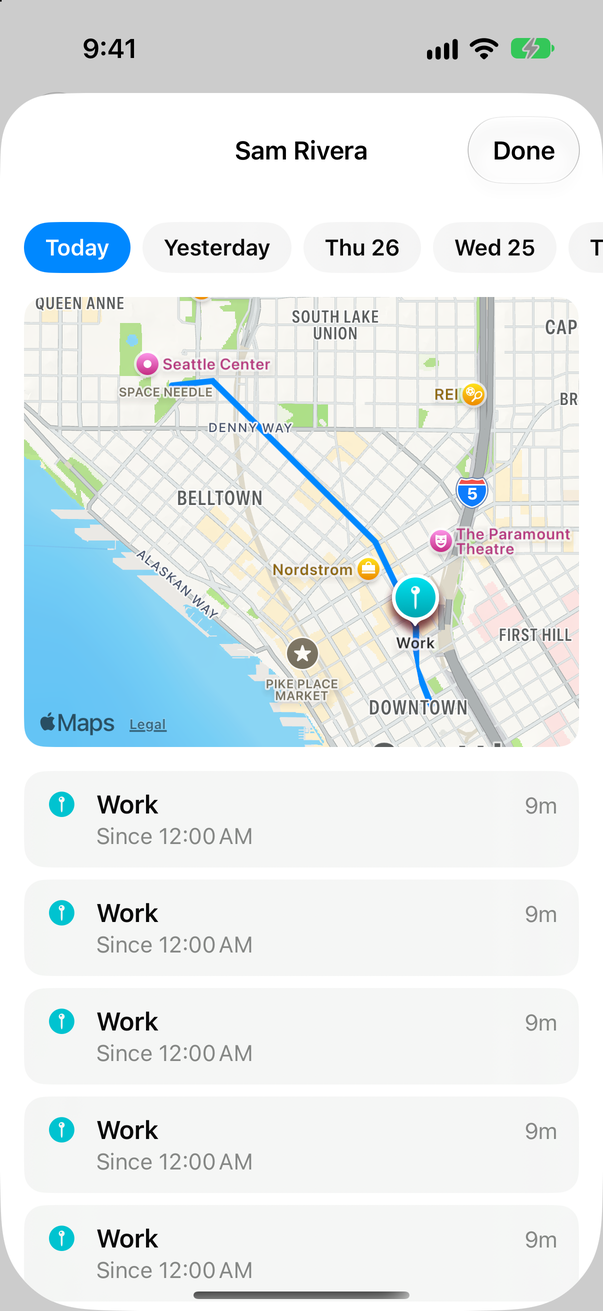 9:41
Sam Rivera
Done
Today
Yesterday
Thu 26
Wed 25
T
QUEEN ANNE
SOUTH LAKE
UNION
CAP
Seattle Center
SPACE NEEDLE
REI
BR
DENNY WAY
5
BELLTOWN
The Paramount
Theatre
Nordstrom
ALASKAN WAY
Work
FIRST HILL
PIKE PLACE
MARKET
DOWNTOWN
Maps
Legal
Work
9m
Since 12:00 AM
Work
9m
Since 12:00 AM
Work
9m
Since 12:00 AM
Work
9m
Since 12:00 AM
Work
9m
Since 12:00 AM